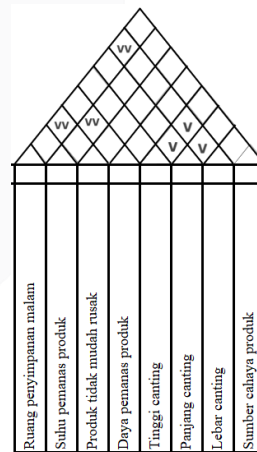 VV
VV
VV
V
V
V
Ruang penyimpanan malam
Suhu pemanas produk
Produk tidak mudah rusak
Daya pemanas produk
Tinggi canting
Panjang canting
Lebar canting
Sumber cahaya produk